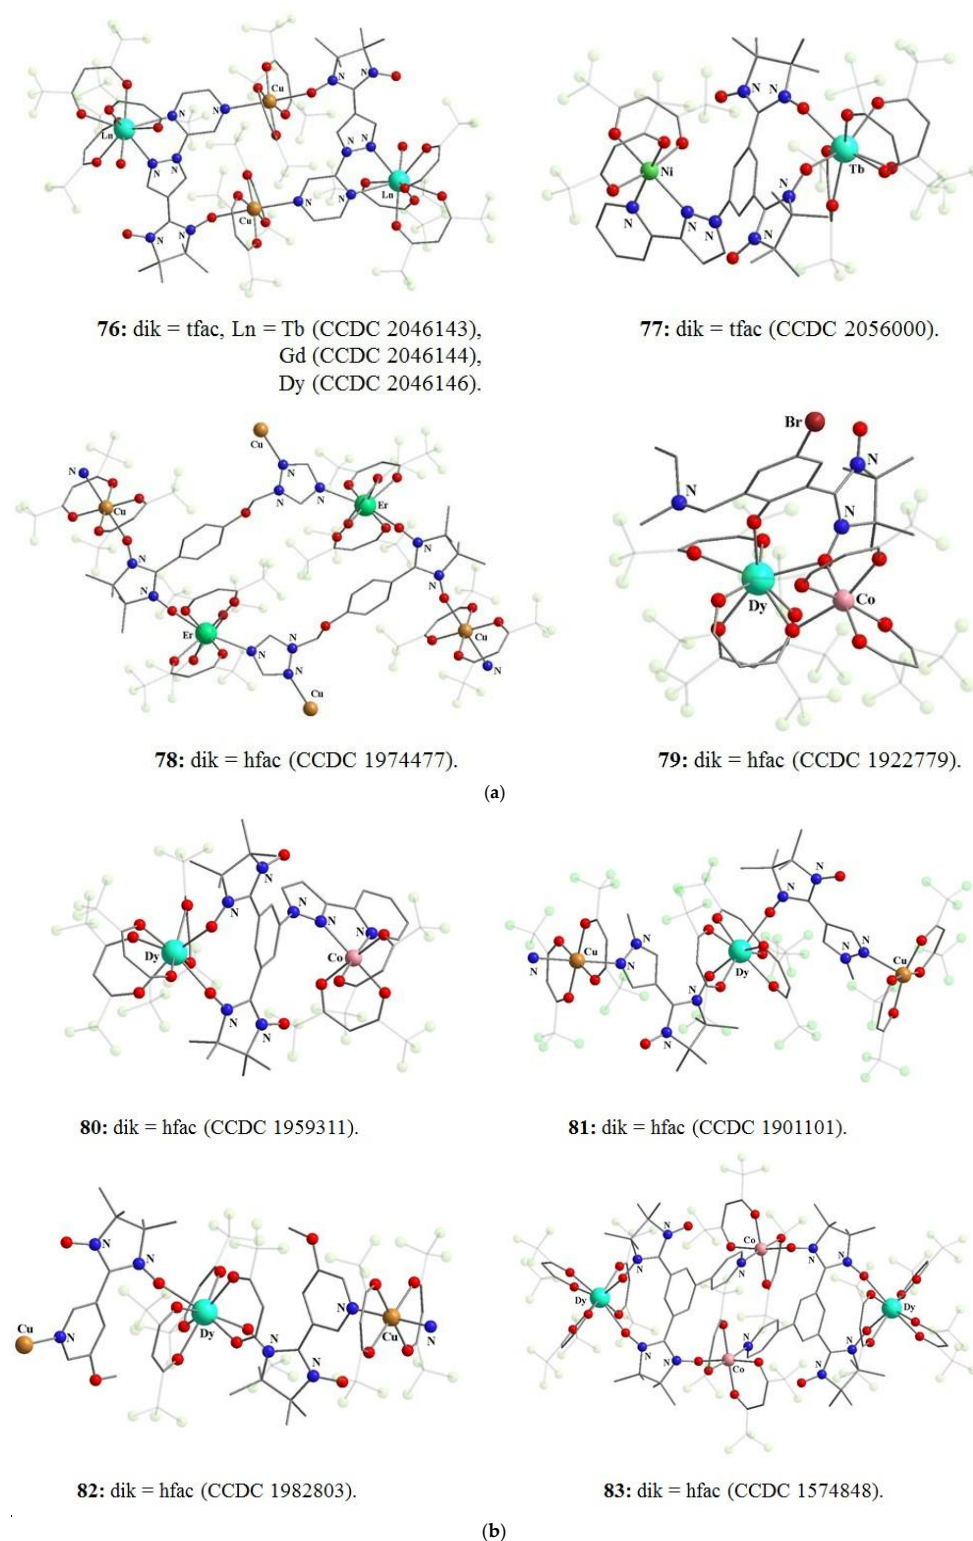 Cu
N
N
N
N
N
Ln
N
N
N
N
Ln
N
Cu
N
N
N
N
Ni
Tb
N
N
N
N
N
N
76: dik = tfac, Ln = Tb (CCDC 2046143),
Gd (CCDC 2046144),
Dy (CCDC 2046146).
77: dik = tfac (CCDC 2056000).
Cu
N
N
N
Cu
Er
N
N
N
N
Er
N
N
N
Cu
N
Cu
Br
N
N
N
Dy
Co
78: dik = hfac (CCDC 1974477).
79: dik = hfac (CCDC 1922779).
(a)
N
N
N
N
N
Dy
Co
N
N
N
N
N
N
Cu
N
N
Dy
N
N
Cu
N
N
80: dik = hfac (CCDC 1959311).
81: dik = hfac (CCDC 1901101).
N
N
Cu
N
Dy
N
Cu
N
N
N
N
N
Co
N
N
N
Dy
Dy
N
N
N
Co
N
N
82: dik = hfac (CCDC 1982803).
83: dik = hfac (CCDC 1574848).
(b)